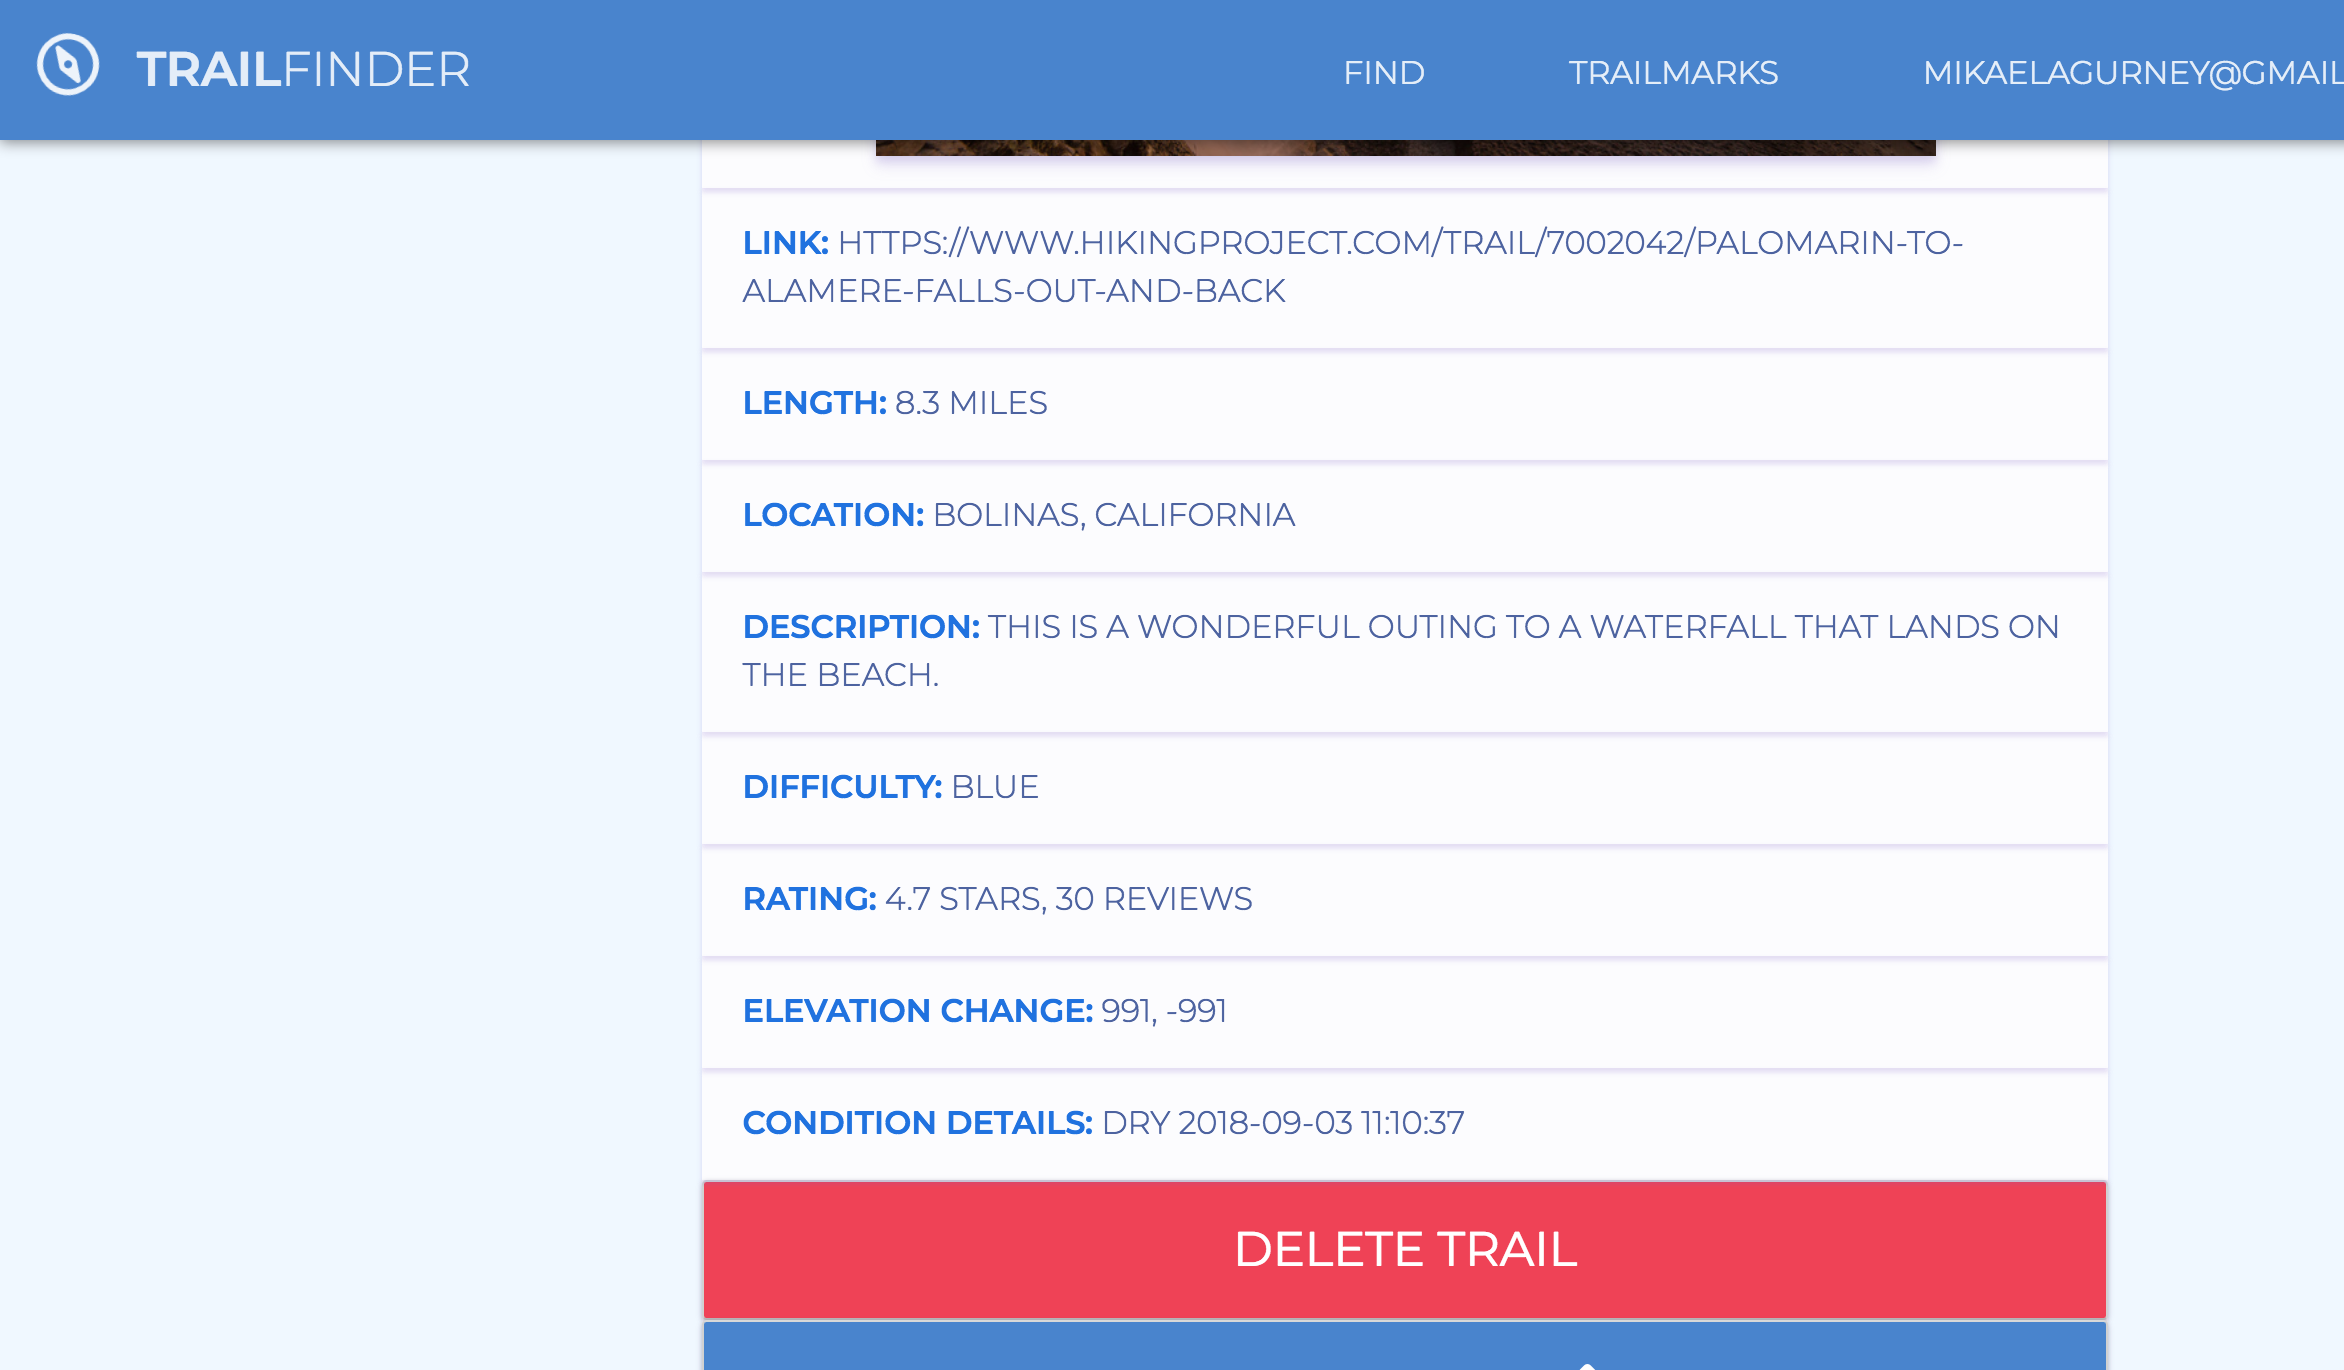 TRAILFINDER
FIND
TRAILMARKS
MIKAELAGURNEY@GMAIL
LINK: HTTPS://WWW.HIKINGPROJECT.COM/TRAIL/7002042/PALOMARIN-TO-
ALAMERE-FALLS-OUT-AND-BACK
LENGTH: 8.3 MILES
LOCATION: BOLINAS, CALIFORNIA
DESCRIPTION: THIS IS A WONDERFUL OUTING TO A WATERFALL THAT LANDS ON
THE BEACH.
DIFFICULTY: BLUE
RATING: 4.7 STARS, 30 REVIEWS
ELEVATION CHANGE: 991, -991
CONDITION DETAILS: DRY 2018-09-03 11:10:37
DELETE TRAIL